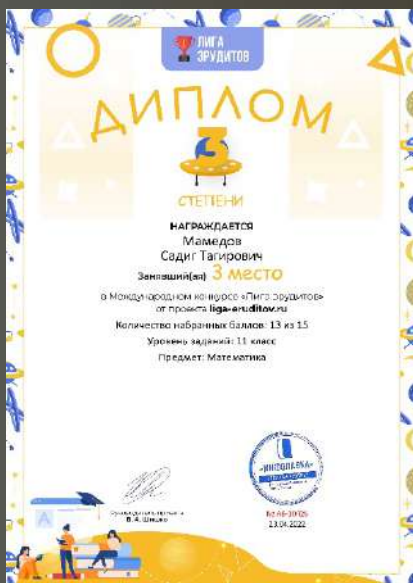 ЛИГА
ЭРУДИТОВ
ДИПЛОМ
3
СТЕПЕНИ
НАГРАЖДАЕТСЯ
Мамедов
Садиг Тагирович
Занявший(ая) 3 место
в Международном конкурсе «Лига эрудитов»
от проекта liga-eruditov.ru
Количество набранных баллов: 13 из 15
Уровень заданий: 11 класс
Предмет: Математика
В. А. Шишко
23.04.2022